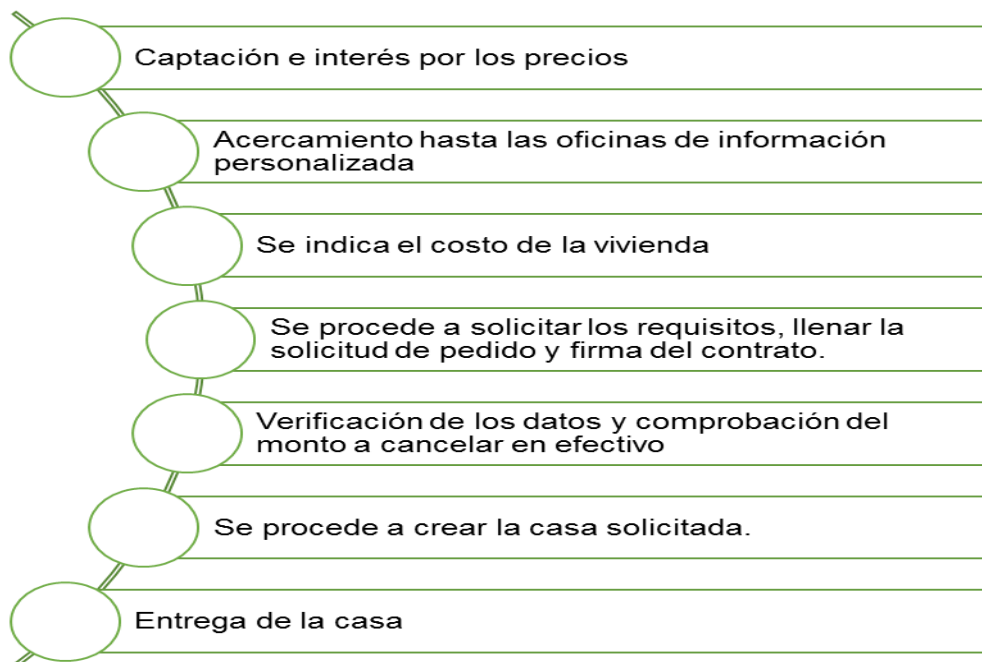 Captación e interés por los precios
Acercamiento hasta las oficinas de información
personalizada
Se indica el costo de la vivienda
Se procede a solicitar los requisitos, llenar la
solicitud de pedido y firma del contrato.
Verificación de los datos y comprobación del
monto a cancelar en efectivo
Se procede a crear la casa solicitada.
Entrega de la casa